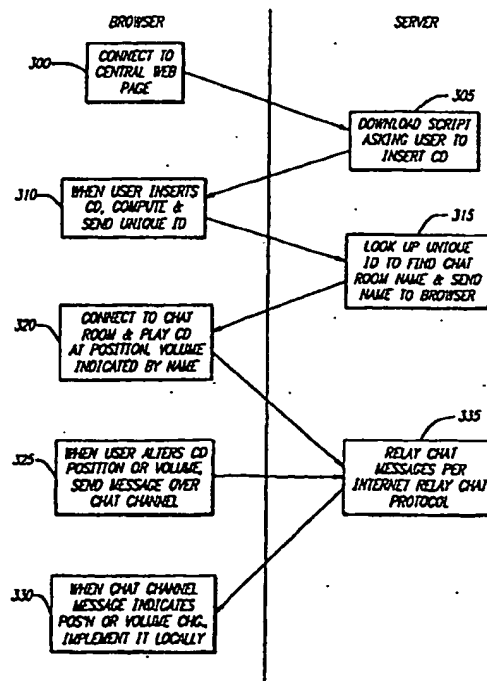 BROWSER
SERVER
300
CONNECT TO
CENTRAL WEB
PAGE
305
DOWNLOAD SCRIPT
ASKING USER TO
INSERT CD
310
WHEN USER INSERTS
CD, COMPUTE &
SEND UNIQUE ID
315
LOOK UP UNIQUE
ID TO FIND CHAT
ROOM NAME & SEND
NAME TO BROWSER
320
CONNECT TO CHAT
ROOM & PLAY CD
AT POSITION, VOLUME
INDICATED BY NAME
325
WHEN USER ALTERS CD
POSITION OR VOLUME,
SEND MESSAGE OVER
CHAT CHANNEL
335
RELAY CHAT
MESSAGES PER
INTERNET RELAY CHAT
PROTOCOL
330
WHEN CHAT CHANNEL
MESSAGE INDICATES
POS'N OR VOLUME CHG.,
IMPLEMENT IT LOCALLY